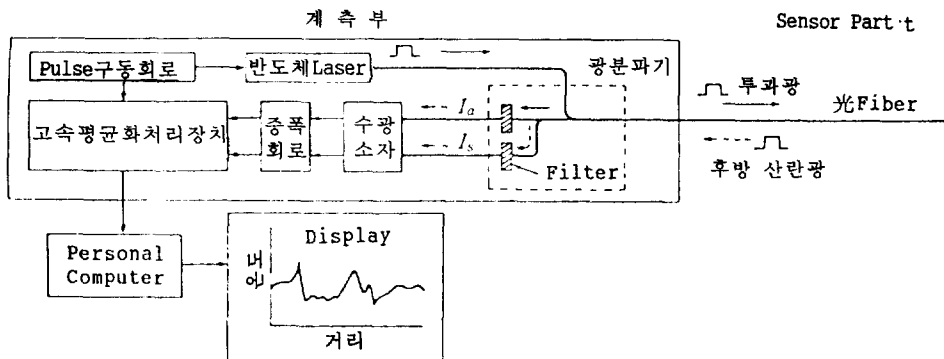 계 측 부
Sensor Part·t
Pulse구동회로
반도체Laser
광분파기
투과광
光Fiber
고속평균화처리장치
증폭
회로
수광
소자
Ia
Is
Filter
후방 산란광
Personal
Computer
Display
온도
거리